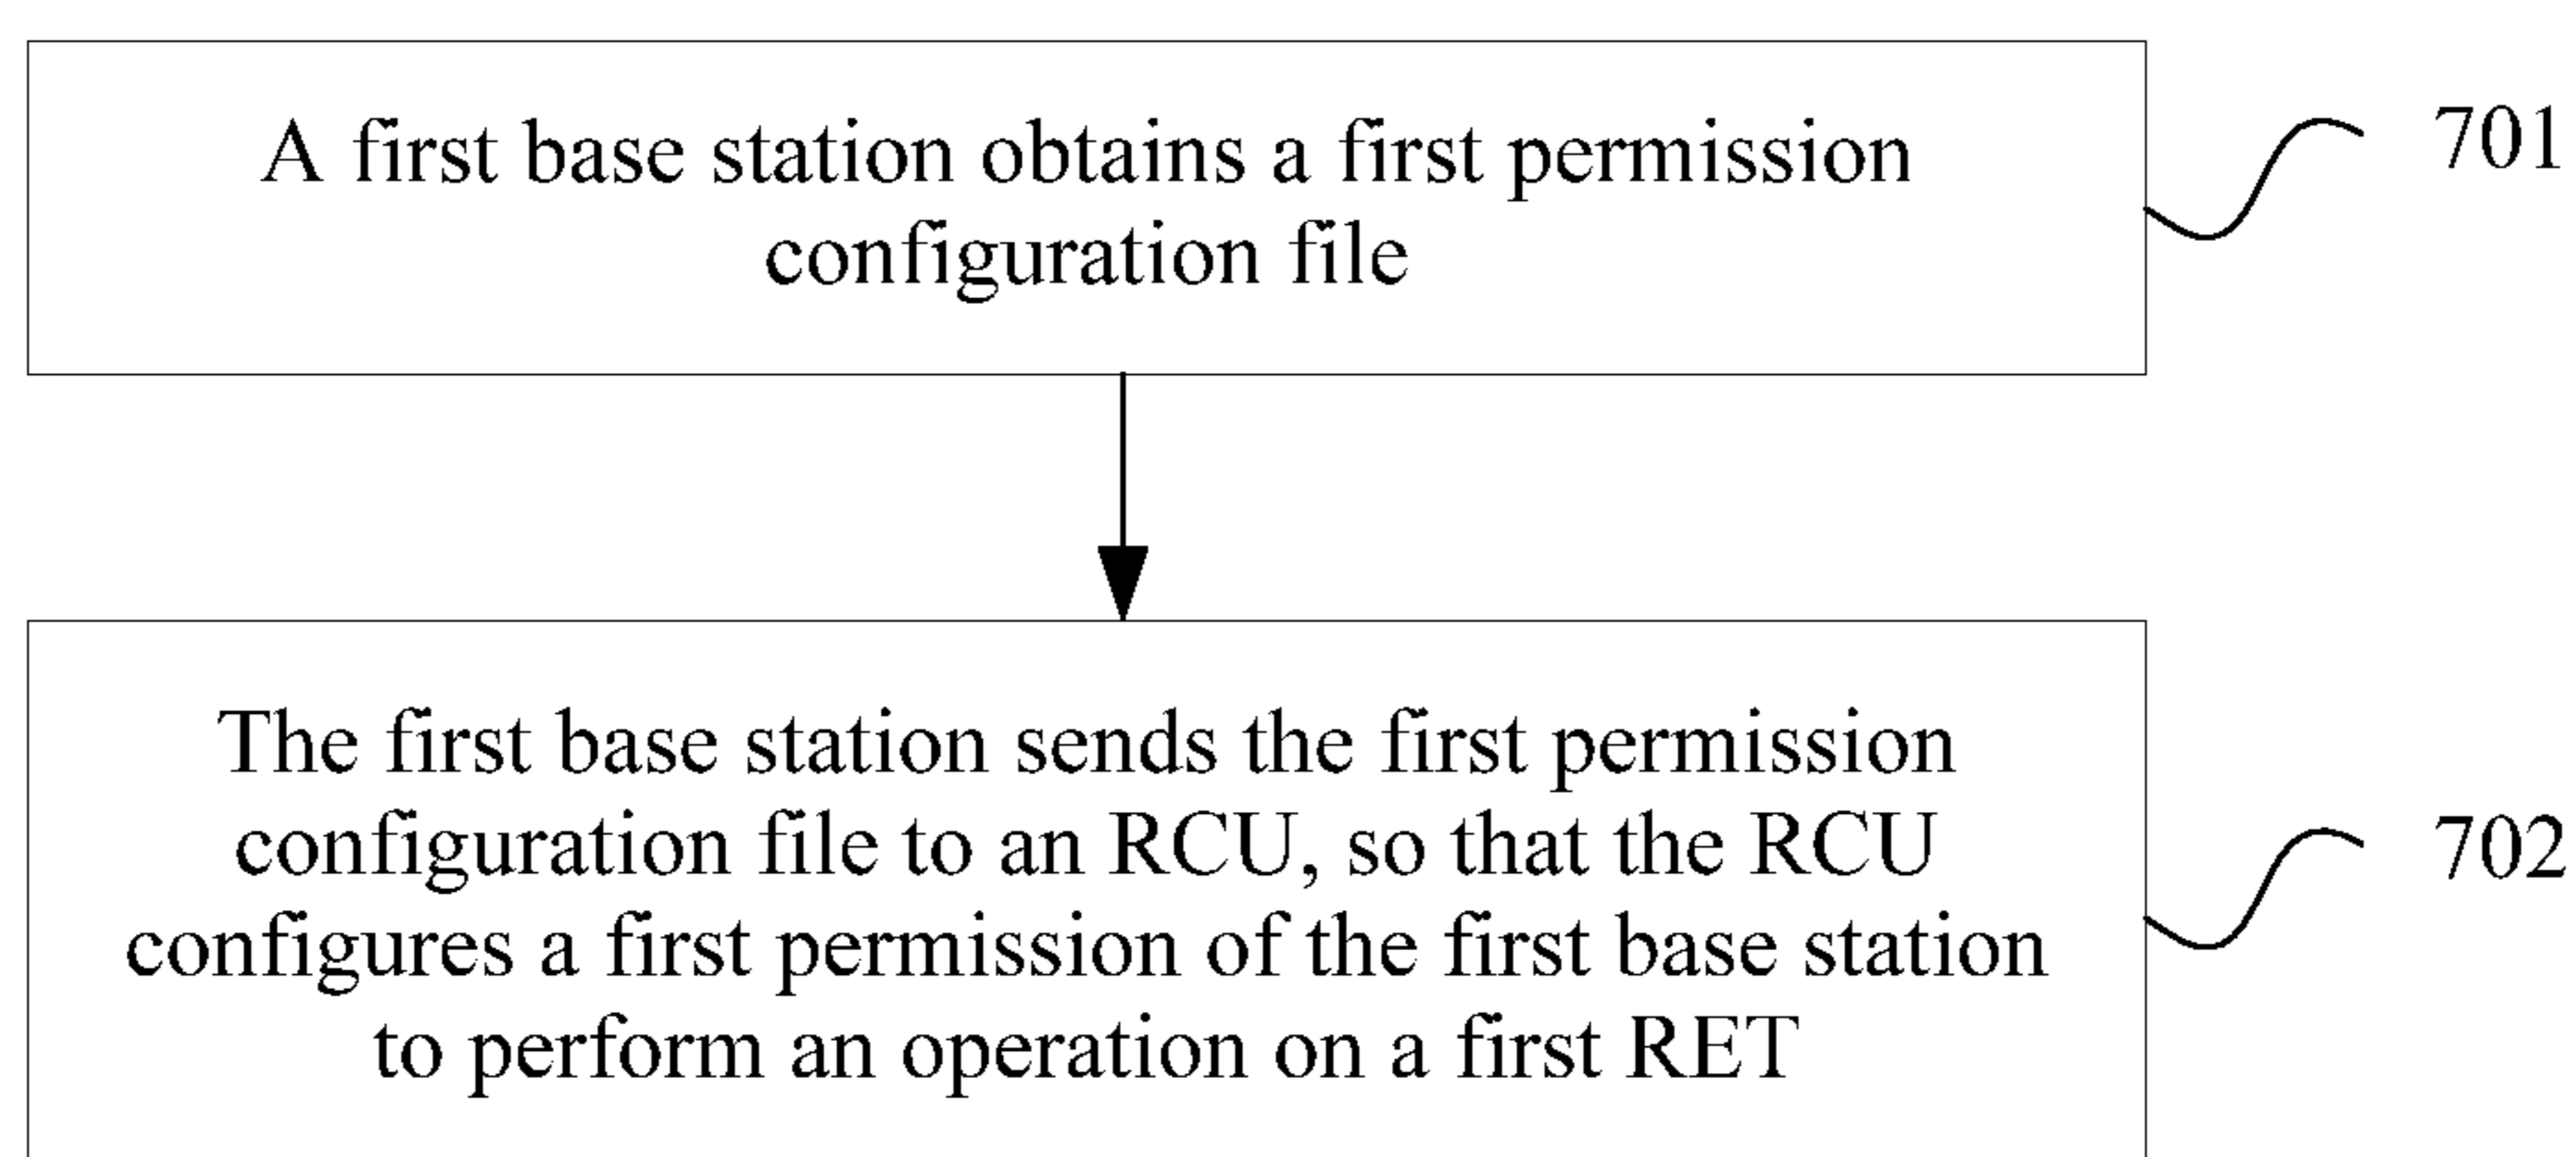 A first base station obtains a first permission
configuration file
701
The first base station sends the first permission
configuration file to an RCU, so that the RCU
configures a first permission of the first base station
to perform an operation on a first RET
702